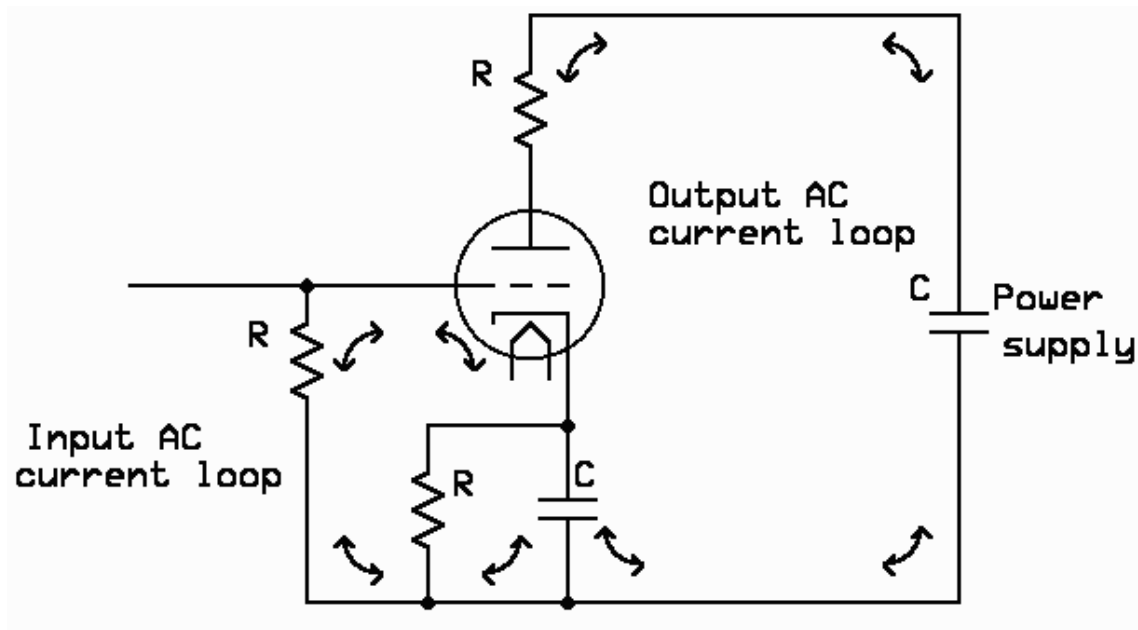 R
Output AC
current loop
C
Power
supply
R
Input AC
current loop
R
C